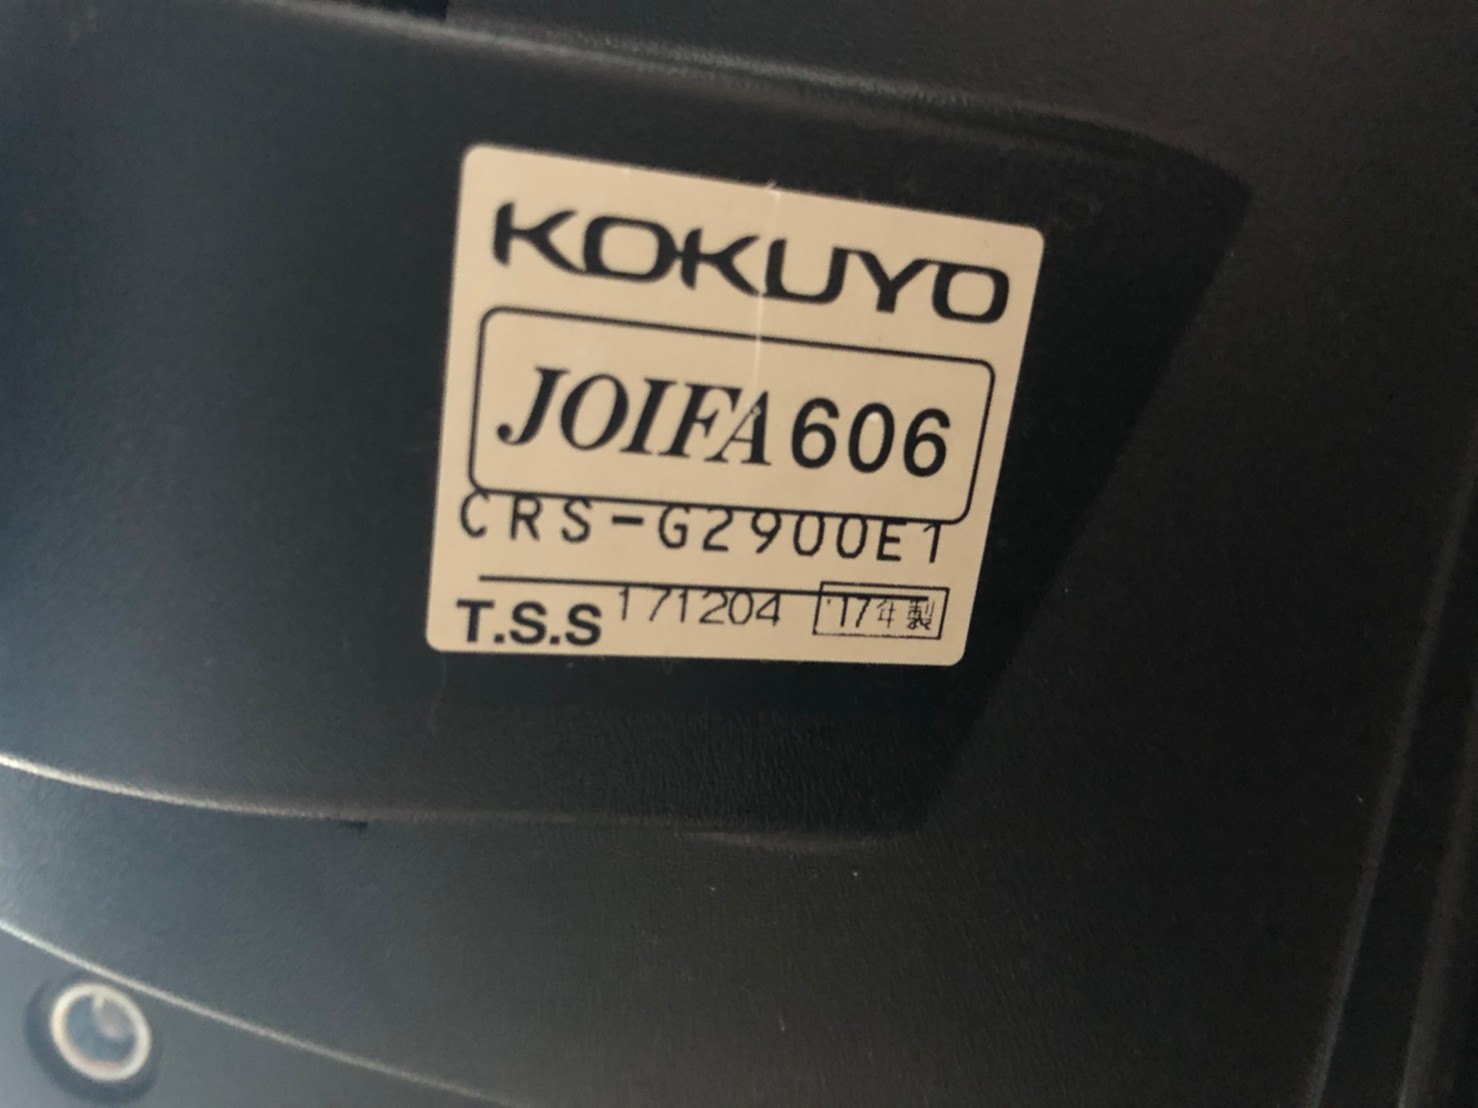 KOKUYO
JOIFA 606
CRS-G2900E1
T.S.S 171204 '17年製